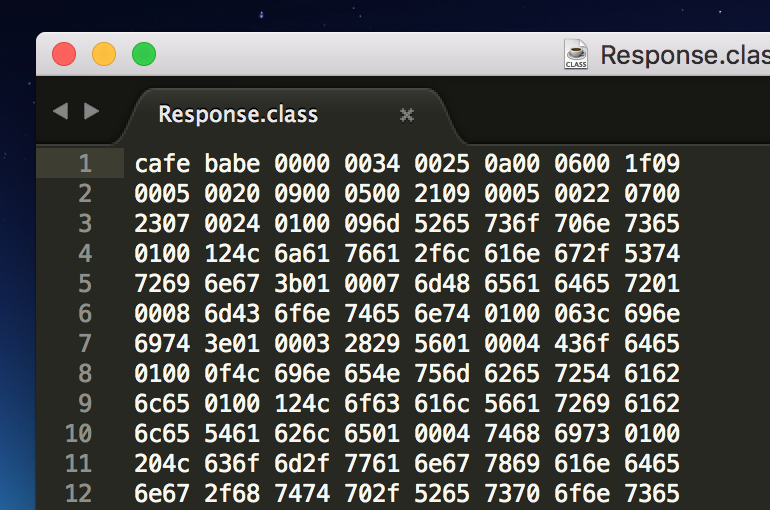 CLASS
Response.clas
Response.class
1 cafe babe 0000 0034 0025 0a00 0600 1f09
2 0005 0020 0900 0500 2109 0005 0022 0700
3 2307 0024 0100 096d 5265 736f 706e 7365
4 0100 124c 6a61 7661 2f6c 616e 672f 5374
5 7269 6e67 3b01 0007 6d48 6561 6465 7201
6 0008 6d43 6f6e 7465 6e74 0100 063c 696e
7 6974 3e01 0003 2829 5601 0004 436f 6465
8 0100 0f4c 696e 654e 756d 6265 7254 6162
9 6c65 0100 124c 6f63 616c 5661 7269 6162
10 6c65 5461 626c 6501 0004 7468 6973 0100
11 204c 636f 6d2f 7761 6e67 7869 616e 6465
12 6e67 2f68 7474 702f 5265 7370 6f6e 7365